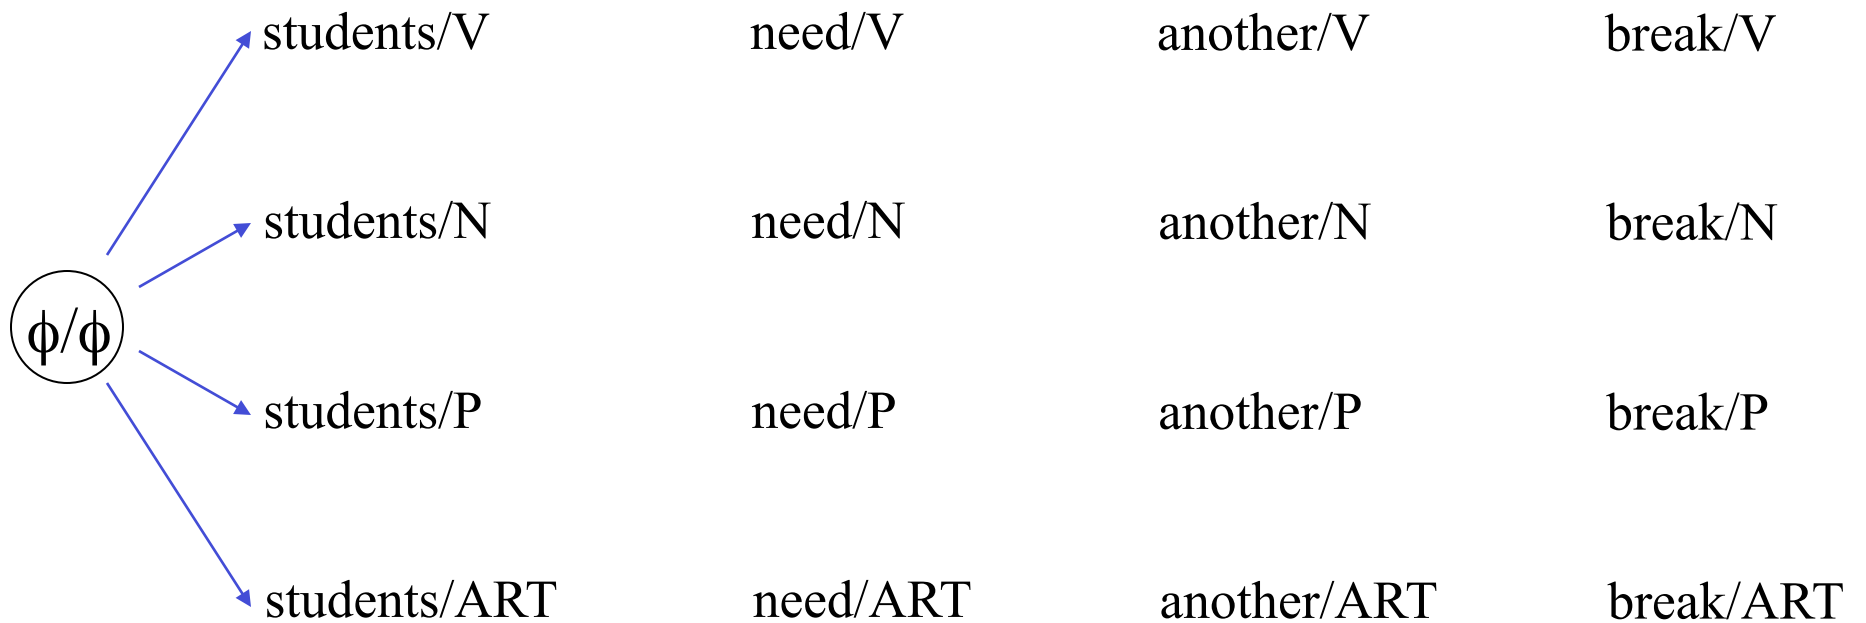 students/V need/V another/V break/V
students/N need/N another/N break/N
ϕ/ϕ
students/P need/P another/P break/P
students/ART need/ART another/ART break/ART